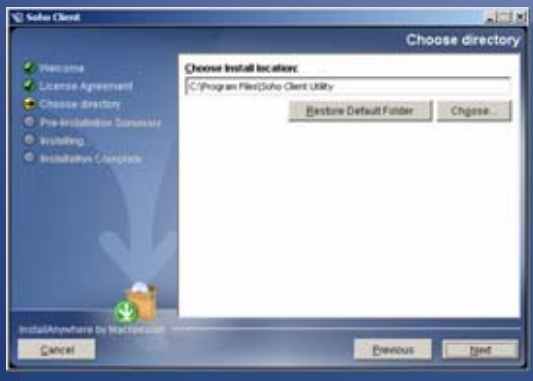 Soho Client
Choose directory
Welcome
License Agreement
Choose directory
Pre-Installation Summary
Installing...
Installation Complete
Choose Install location:
C:\Program Files\Soho Client Utility
Restore Default Folder
Choose...
InstallAnywhere by Macrovision
Cancel
Previous
Next